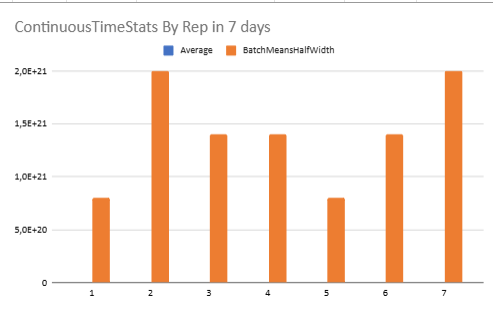 ContinuousTimeStats By Rep in 7 days
Average BatchMeansHalfWidth
2,0E+21
1,5E+21
1,0E+21
5,0E+20
0
1 2 3 4 5 6 7